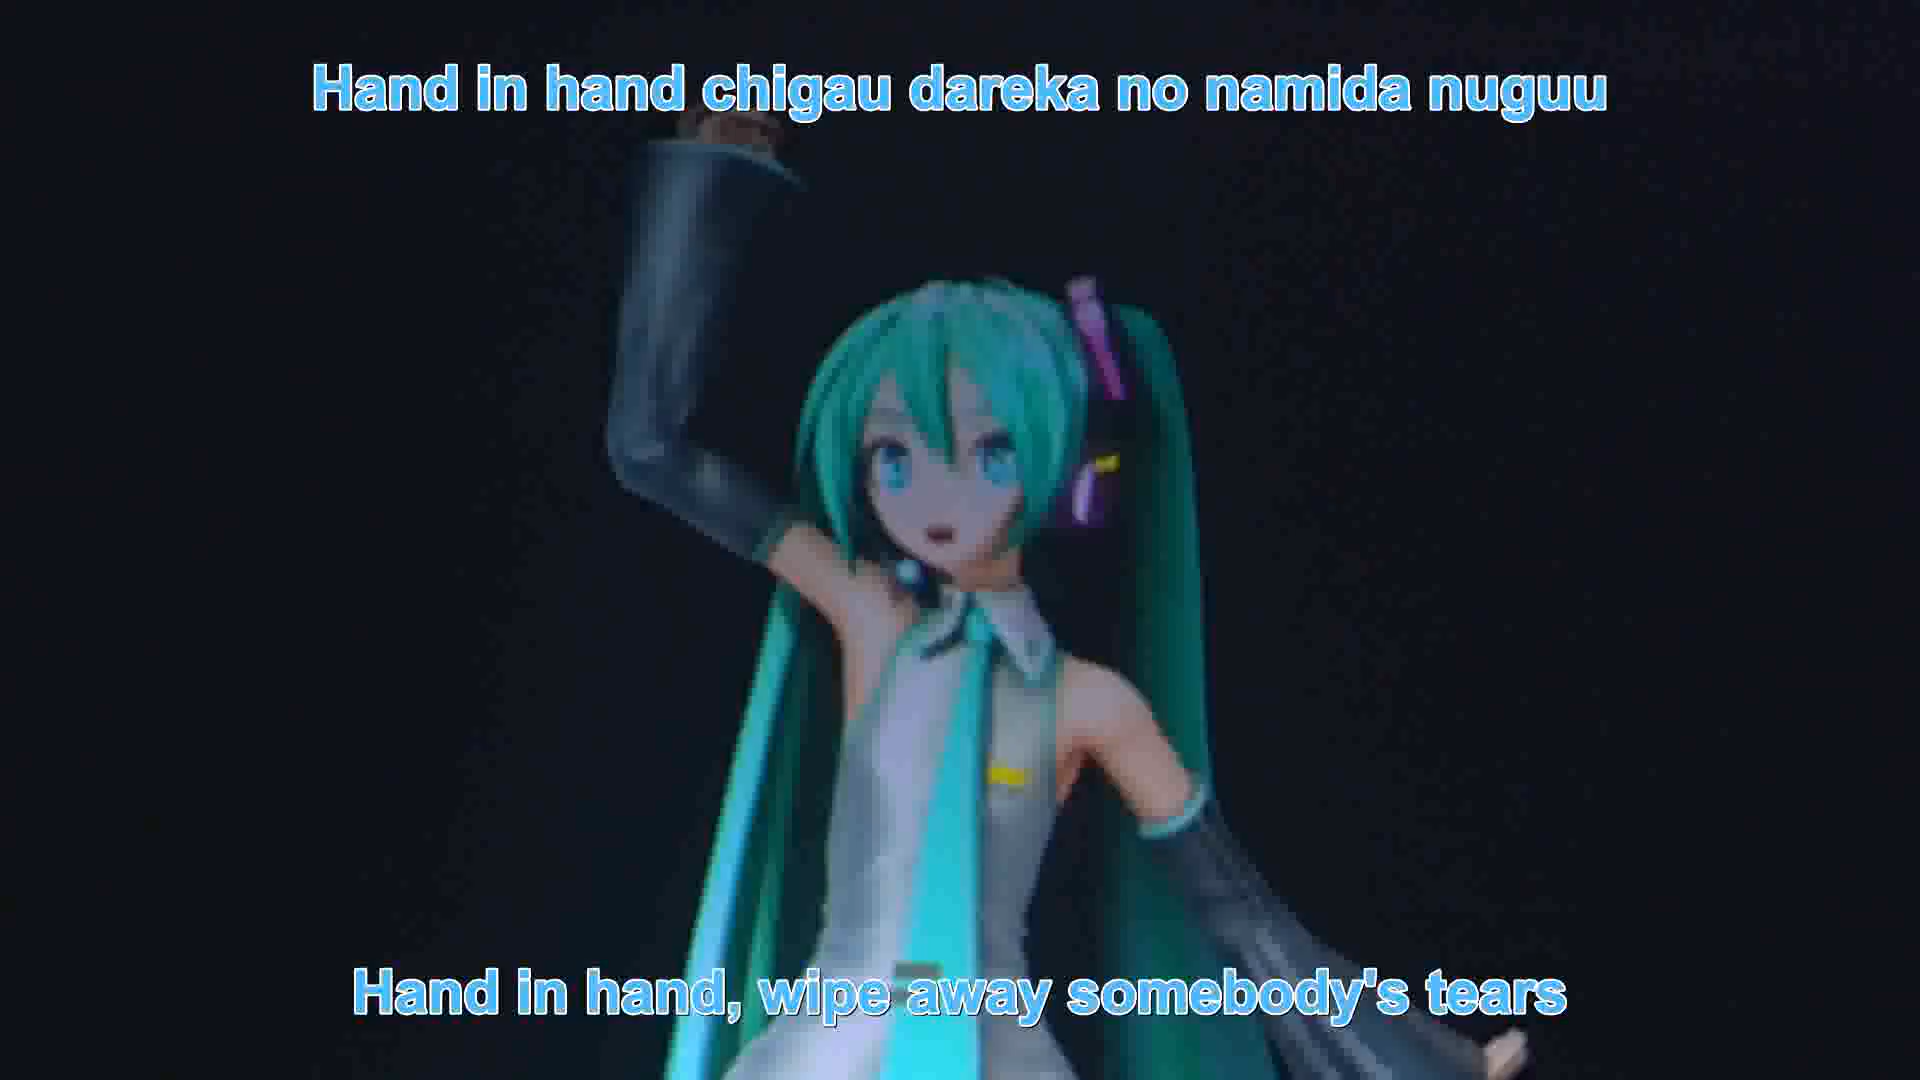 Hand in hand chigau dareka no namida nuguu
Hand in hand, wipe away somebody's tears